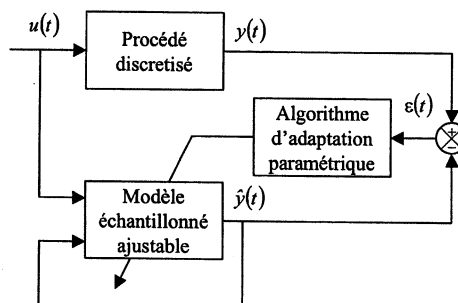 u(t)
Procédé
discretisé
y(t)
Algorithme
d'adaptation
paramétrique
ε(t)
+
−
Modèle
échantillonné
ajustable
ŷ(t)